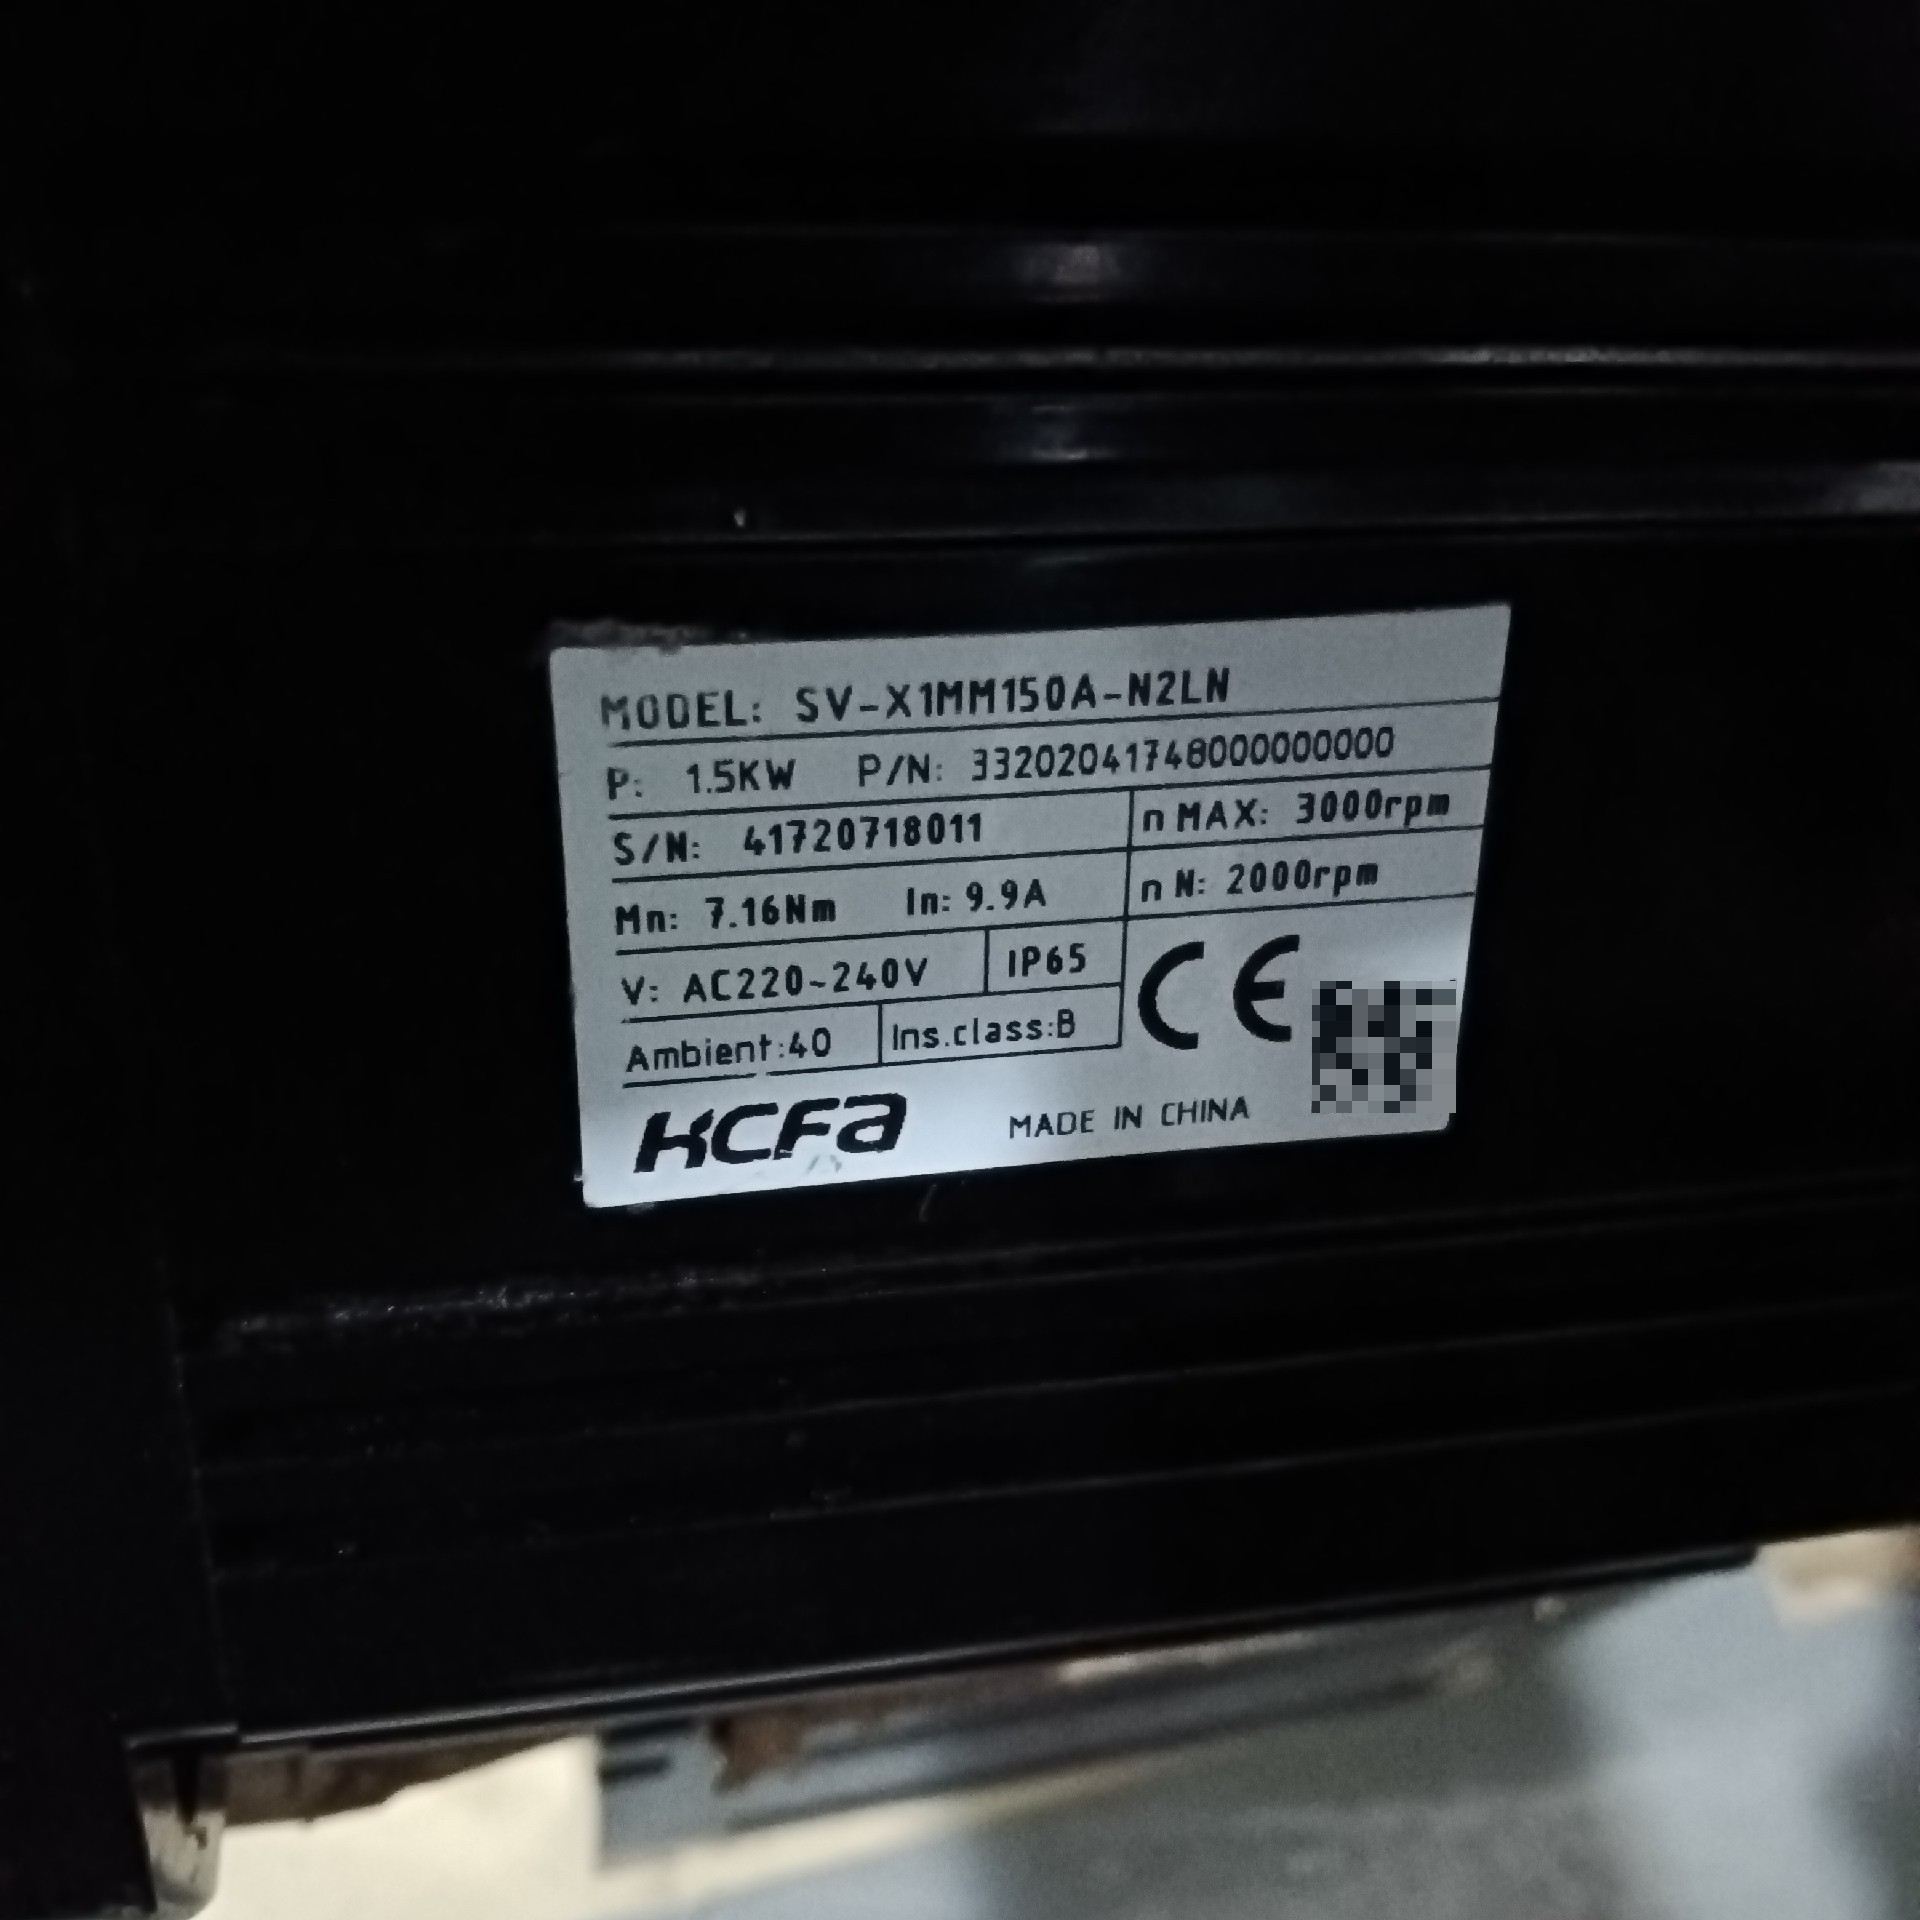 MODEL: SV-X1MM150A-N2LN
P: 1.5KW P/N: 33202041748000000000
S/N: 41720718011 n MAX: 3000rpm
Mn: 7.16Nm In: 9.9A n N: 2000rpm
V: AC220~240V IP65
Ambient:40 Ins.class:B CE
HCFa MADE IN CHINA